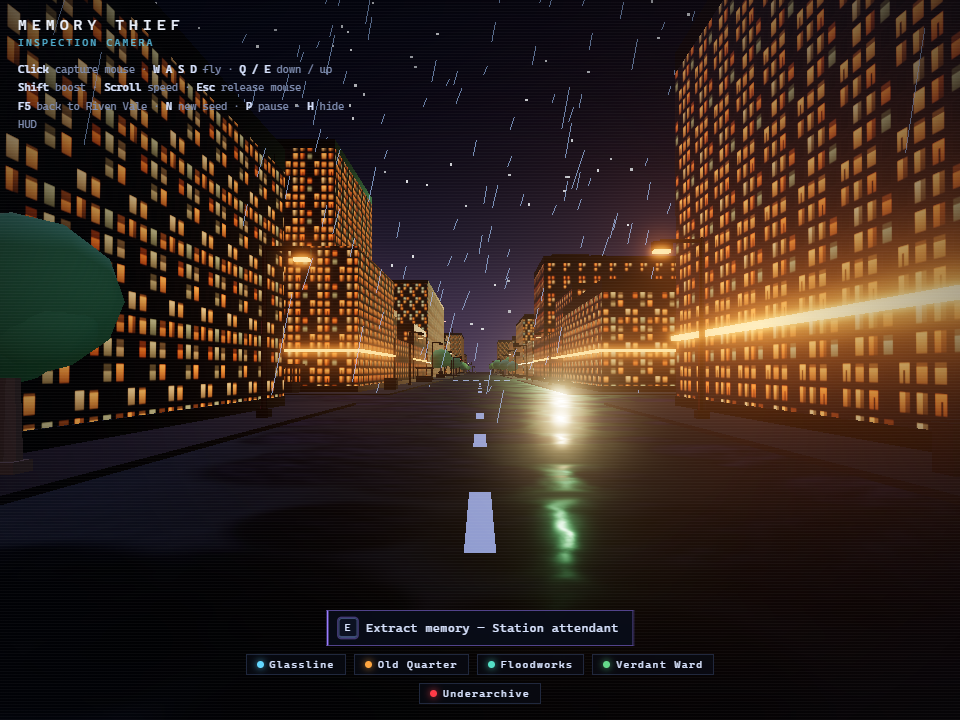 MEMORY THIEF
INSPECTION CAMERA
Click capture mouse · W A S D fly · Q / E down / up
Shift boost · Scroll speed · Esc release mouse
F5 back to Riven Vale · N new seed · P pause · H hide
HUD
E Extract memory — Station attendant
Glassline Old Quarter Floodworks Verdant Ward
Underarchive